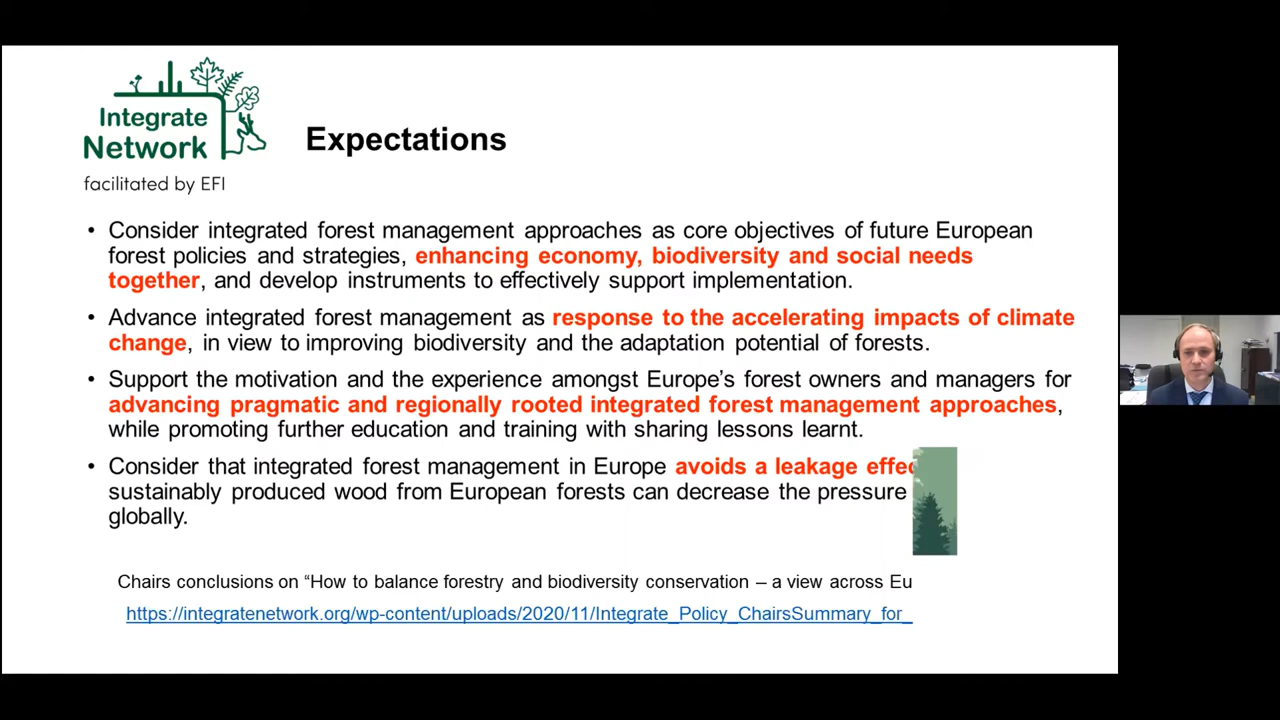 Integrate
Network
facilitated by EFI
Expectations
• Consider integrated forest management approaches as core objectives of future European
forest policies and strategies, enhancing economy, biodiversity and social needs
together, and develop instruments to effectively support implementation.
• Advance integrated forest management as response to the accelerating impacts of climate
change, in view to improving biodiversity and the adaptation potential of forests.
• Support the motivation and the experience amongst Europe’s forest owners and managers for
advancing pragmatic and regionally rooted integrated forest management approaches,
while promoting further education and training with sharing lessons learnt.
• Consider that integrated forest management in Europe avoids a leakage
sustainably produced wood from European forests can decrease the pressure
globally.
Chairs conclusions on “How to balance forestry and biodiversity conservation – a view across
https://integratenetwork.org/wp-content/uploads/2020/11/Integrate_Policy_ChairsSummary_for_